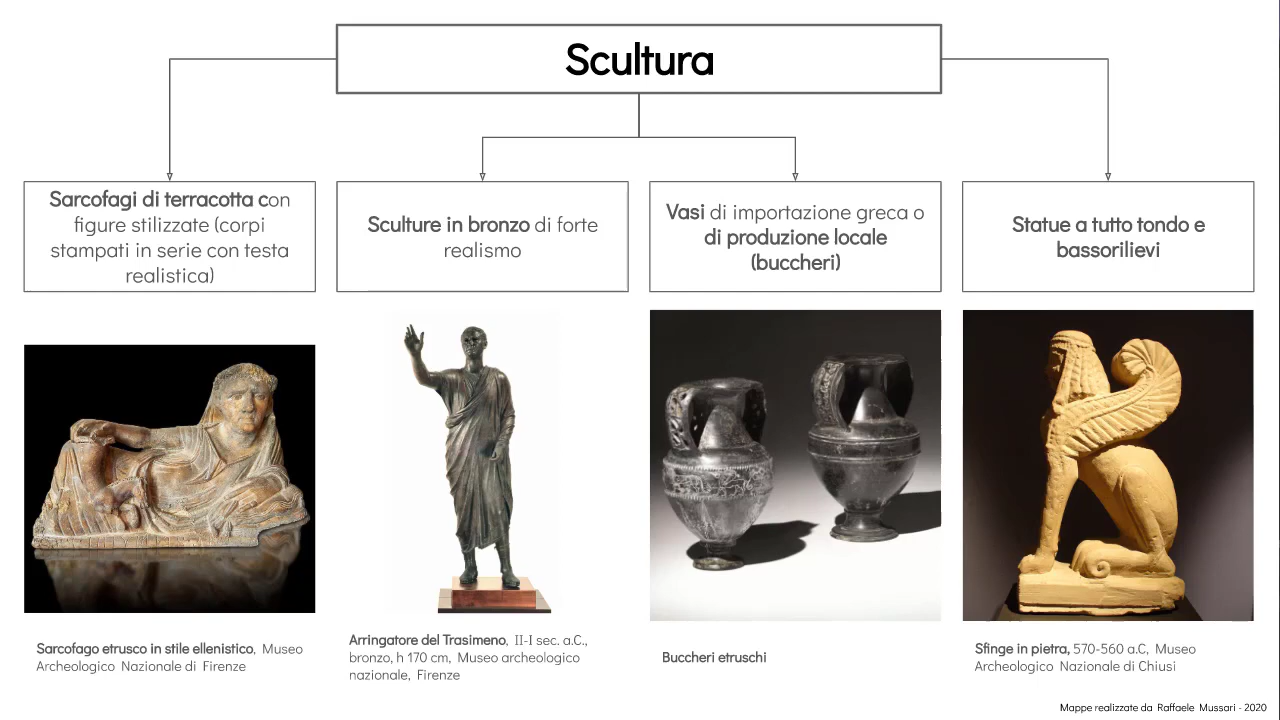 Scultura
Sarcofagi di terracotta con
figure stilizzate (corpi
stampati in serie con testa
realistica)
Sculture in bronzo di forte
realismo
Vasi di importazione greca o
di produzione locale
(buccheri)
Statue a tutto tondo e
bassorilievi
Sarcofago etrusco in stile ellenistico, Museo
Archeologico Nazionale di Firenze
Arringatore del Trasimeno, II-I sec. a.C.,
bronzo, h 170 cm, Museo archeologico
nazionale, Firenze
Buccheri etruschi
Sfinge in pietra, 570-560 a.C, Museo
Archeologico Nazionale di Chiusi
Mappe realizzate da Raffaele Mussari - 2020